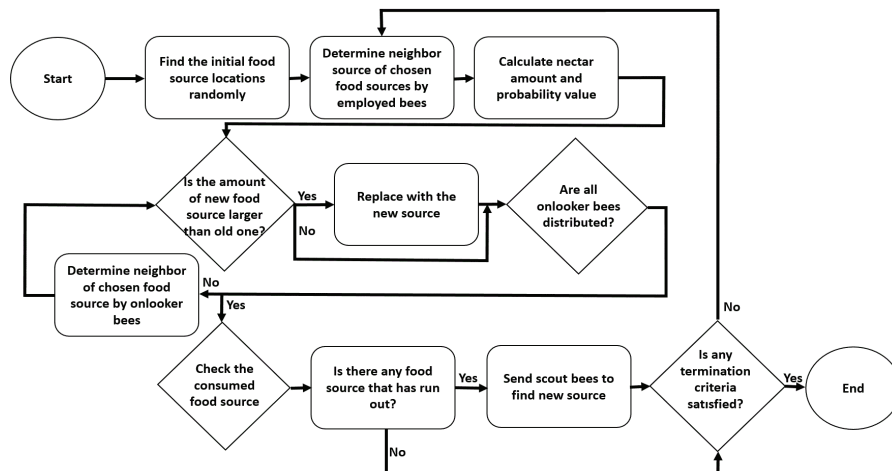 Start
Find the initial food
source locations
randomly
Determine neighbor
source of chosen
food sources by
employed bees
Calculate nectar
amount and
probability value
Is the amount
of new food
source larger
than old one?
Yes
No
Replace with the
new source
Are all
onlooker bees
distributed?
Determine neighbor
of chosen food
source by onlooker
bees
No
Yes
Check the
consumed
food source
Is there any food
source that has run
out?
Yes
No
Send scout bees to
find new source
Is any
termination
criteria
satisfied?
No
Yes
End